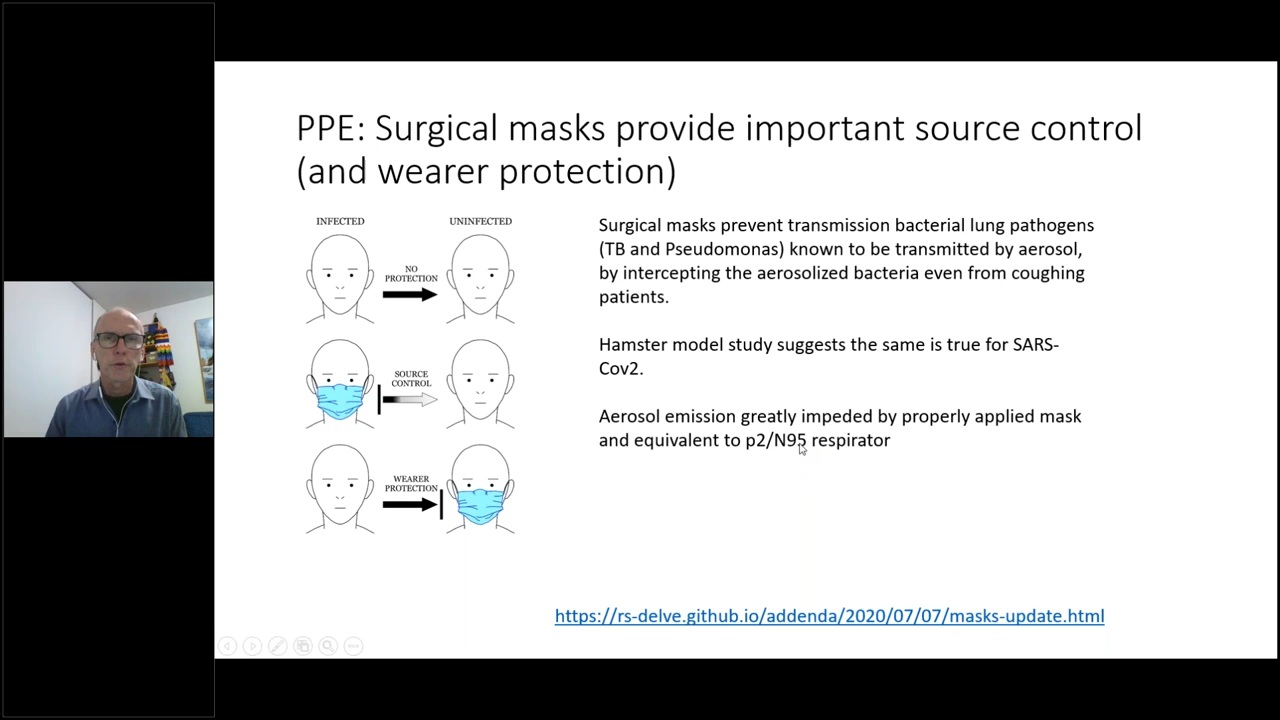 PPE: Surgical masks provide important source control
(and wearer protection)
INFECTED
UNINFECTED
NO
PROTECTION
SOURCE
CONTROL
WEARER
PROTECTION
Surgical masks prevent transmission bacterial lung pathogens
(TB and Pseudomonas) known to be transmitted by aerosol,
by intercepting the aerosolized bacteria even from coughing
patients.
Hamster model study suggests the same is true for SARS-
Cov2.
Aerosol emission greatly impeded by properly applied mask
and equivalent to p2/N95 respirator
https://rs-delve.github.io/addenda/2020/07/07/masks-update.html